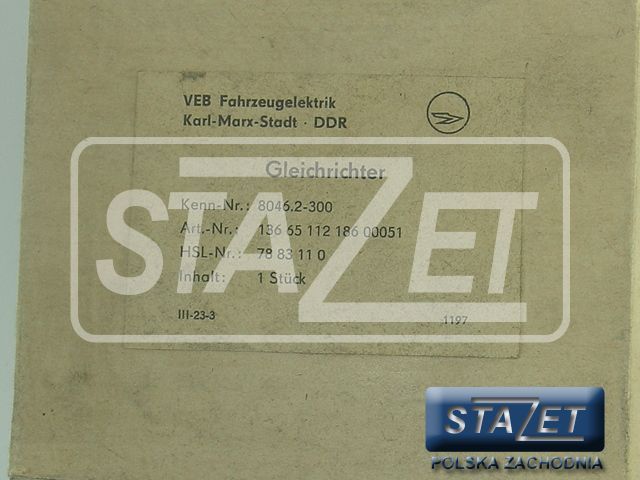 VEB Fahrzeugelektrik
Karl-Marx-Stadt · DDR
Gleichrichter
Kenn-Nr.: 8046.2-300
Art.-Nr.: 136 65 112 186 00051
HSL-Nr.: 78 83 11 0
Inhalt: 1 Stück
III-23-3
1197
STAZET
STAZET
POLSKA ZACHODNIA